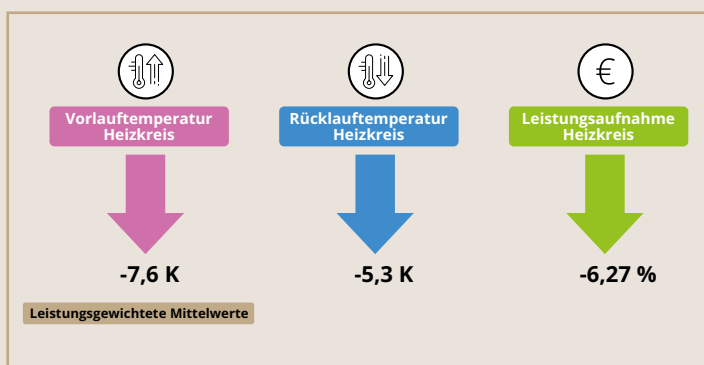 €
Vorlauftemperatur
Heizkreis
Rücklauftemperatur
Heizkreis
Leistungsaufnahme
Heizkreis
-7,6 K
-5,3 K
-6,27 %
Leistungsgewichtete Mittelwerte